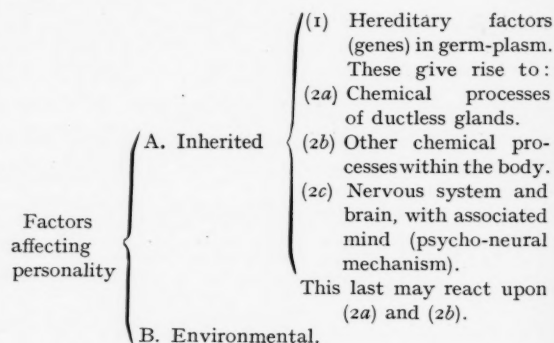 (1) Hereditary factors
(genes) in germ-plasm.
These give rise to:
(2a) Chemical processes
of ductless glands.
A. Inherited
(2b) Other chemical pro-
cesses within the body.
(2c) Nervous system and
brain, with associated
mind (psycho-neural
mechanism).
This last may react upon
(2a) and (2b).
Factors
affecting
personality
B. Environmental.